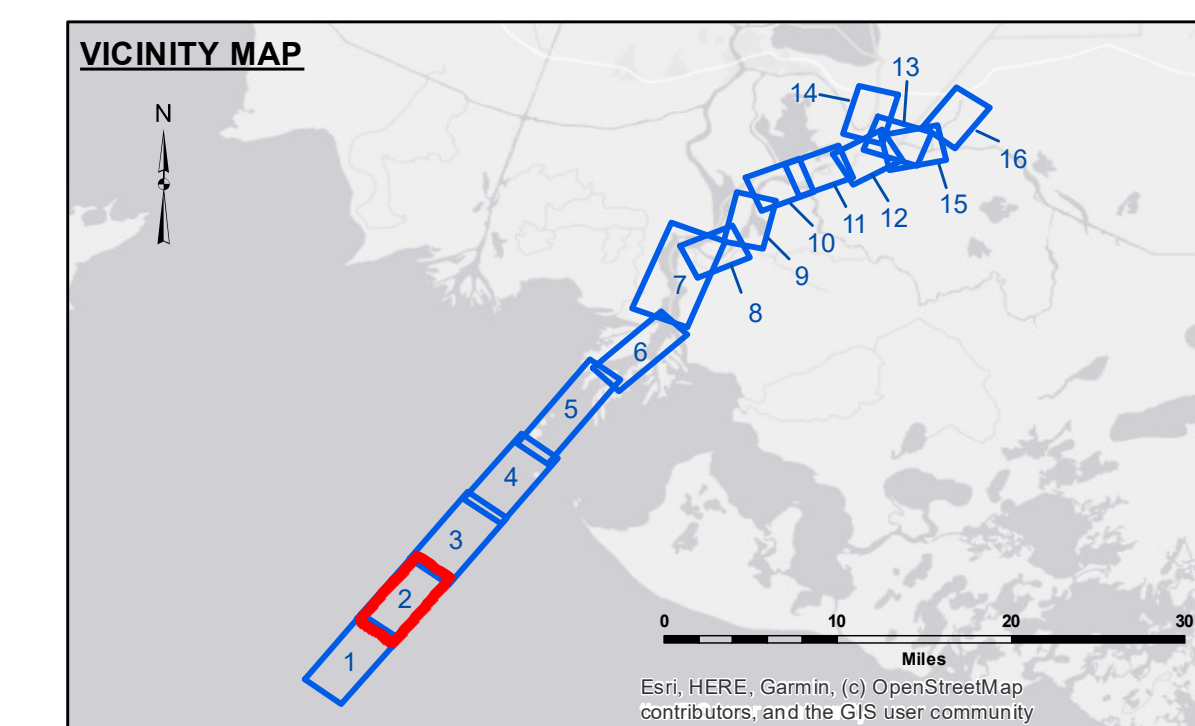 VICINITY MAP
N
13
14
16
15
12
11
10
9
8
7
6
5
4
3
2
1
0 10 20 30
Miles
Esri, HERE, Garmin, (c) OpenStreetMap
contributors, and the GIS user community